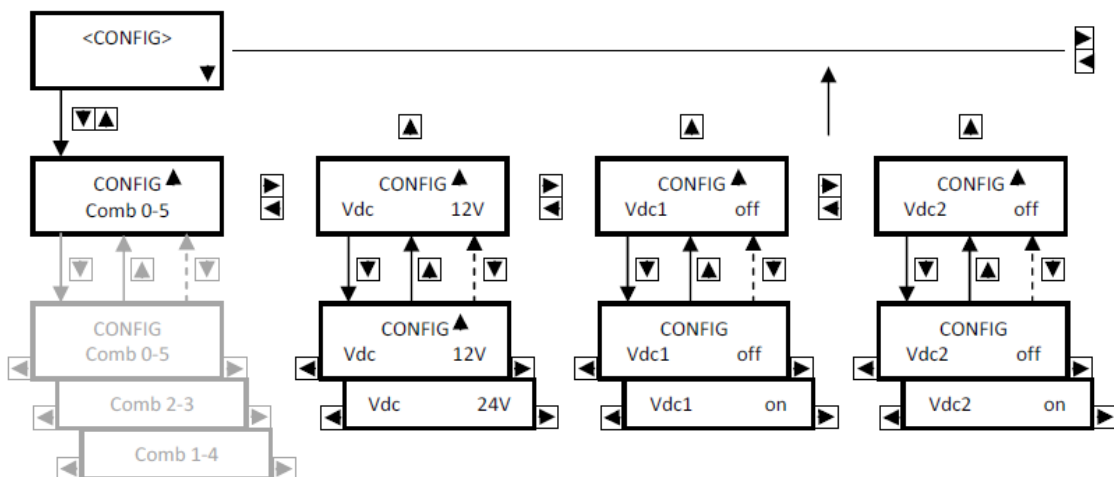 <CONFIG>
CONFIG
Comb 0-5
CONFIG
Vdc 12V
CONFIG
Vdc1 off
CONFIG
Vdc2 off
CONFIG
Comb 0-5
Comb 2-3
Comb 1-4
CONFIG
Vdc 12V
Vdc 24V
CONFIG
Vdc1 off
Vdc1 on
CONFIG
Vdc2 off
Vdc2 on